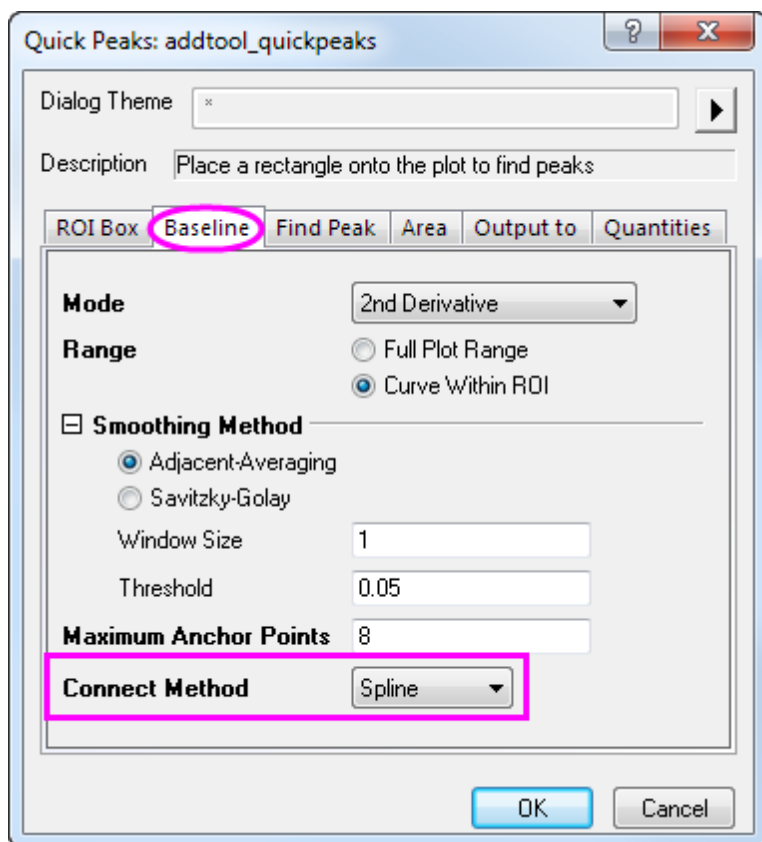 Quick Peaks: addtool_quickpeaks
?
Dialog Theme *
Description Place a rectangle onto the plot to find peaks
ROI Box Baseline Find Peak Area Output to Quantities
Mode 2nd Derivative
Range Full Plot Range
Curve Within ROI
Smoothing Method
Adjacent-Averaging
Savitzky-Golay
Window Size 1
Threshold 0.05
Maximum Anchor Points 8
Connect Method Spline
OK Cancel